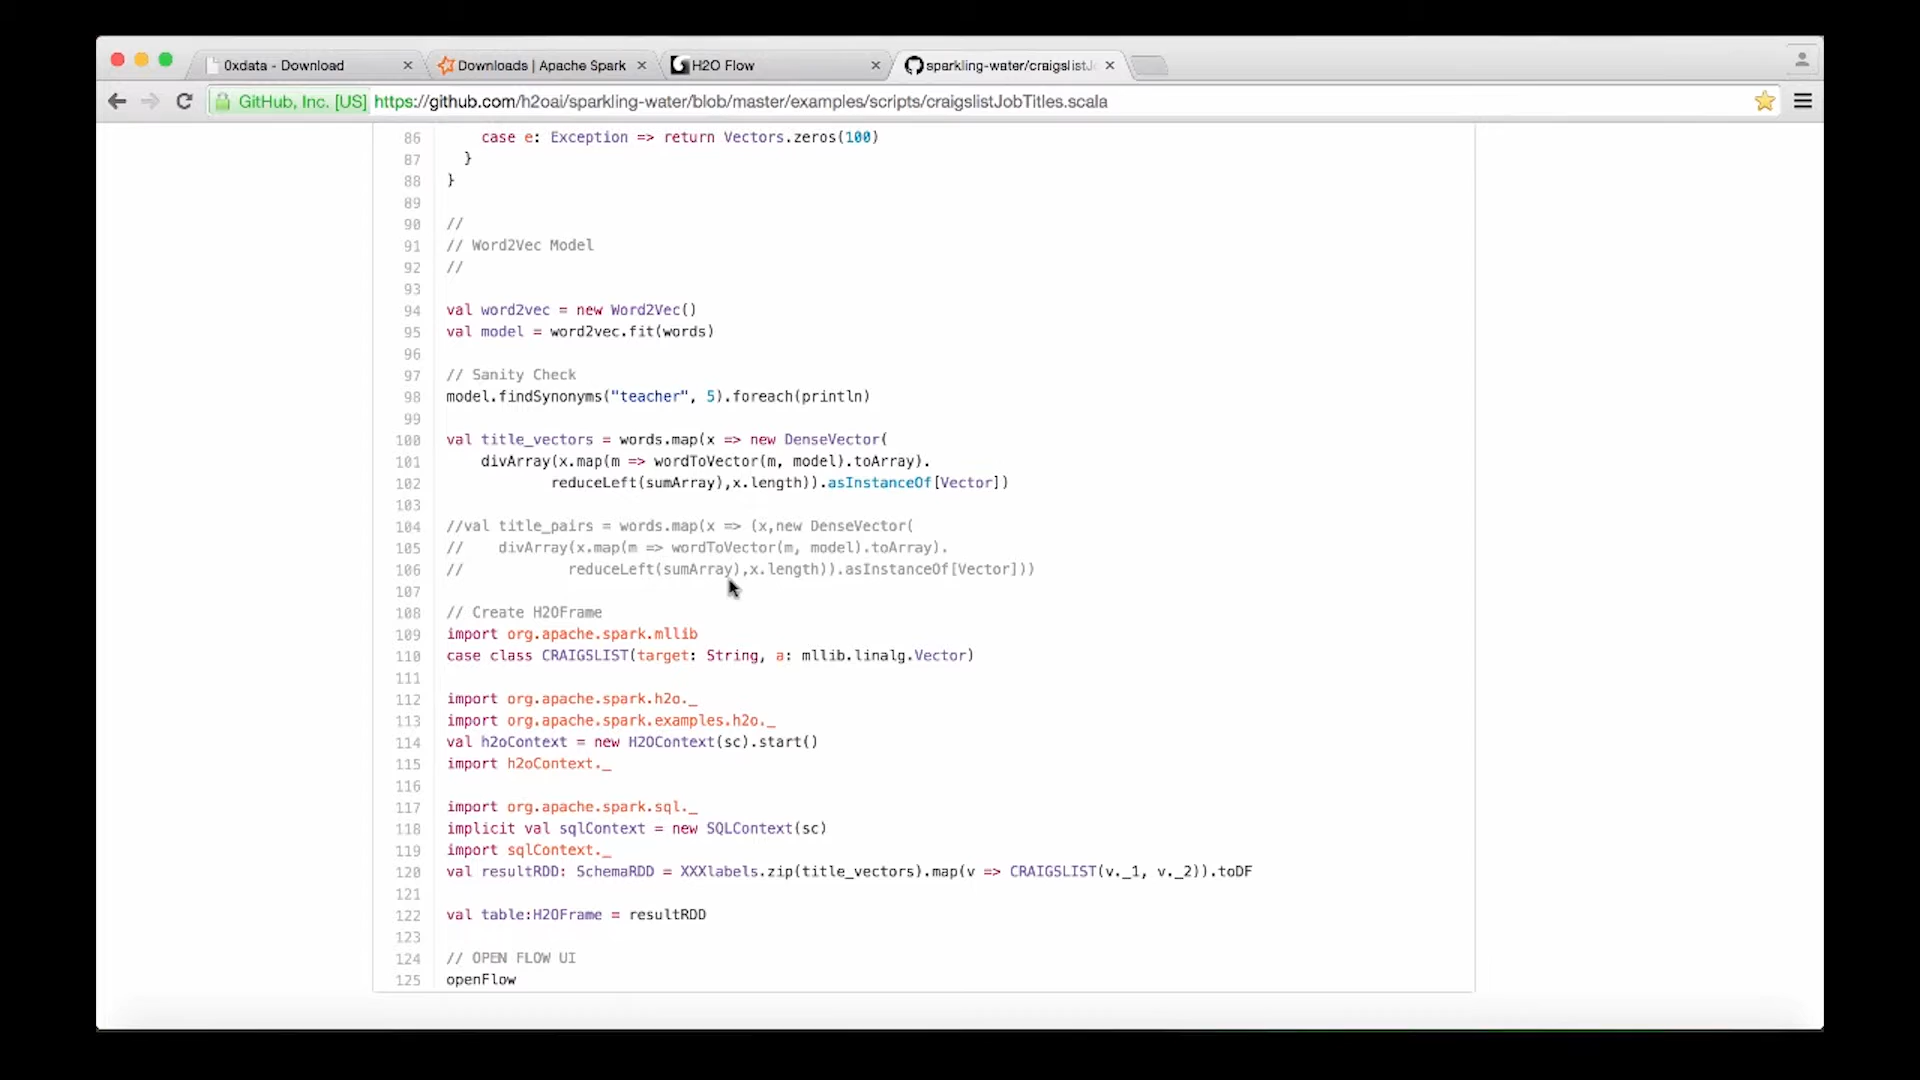 0xdata - Download
Downloads | Apache Spark
H2O Flow
sparkling-water/craigslistJo
GitHub, Inc. [US] https://github.com/h2oai/sparkling-water/blob/master/examples/scripts/craigslistJobTitles.scala
86 case e: Exception => return Vectors.zeros(100)
87 }
88 }
89
90 //
91 // Word2Vec Model
92 //
93
94 val word2vec = new Word2Vec()
95 val model = word2vec.fit(words)
96
97 // Sanity Check
98 model.findSynonyms("teacher", 5).foreach(println)
99
100 val title_vectors = words.map(x => new DenseVector(
101 divArray(x.map(m => wordToVector(m, model).toArray).
102 reduceLeft(sumArray),x.length)).asInstanceOf[Vector])
103
104 //val title_pairs = words.map(x => (x,new DenseVector(
105 // divArray(x.map(m => wordToVector(m, model).toArray).
106 // reduceLeft(sumArray),x.length)).asInstanceOf[Vector]))
107
108 // Create H2OFrame
109 import org.apache.spark.mllib
110 case class CRAIGSLIST(target: String, a: mllib.linalg.Vector)
111
112 import org.apache.spark.h2o._
113 import org.apache.spark.examples.h2o._
114 val h2oContext = new H2OContext(sc).start()
115 import h2oContext._
116
117 import org.apache.spark.sql._
118 implicit val sqlContext = new SQLContext(sc)
119 import sqlContext._
120 val resultRDD: SchemaRDD = XXXlabels.zip(title_vectors).map(v => CRAIGSLIST(v._1, v._2)).toDF
121
122 val table:H2OFrame = resultRDD
123
124 // OPEN FLOW UI
125 openFlow